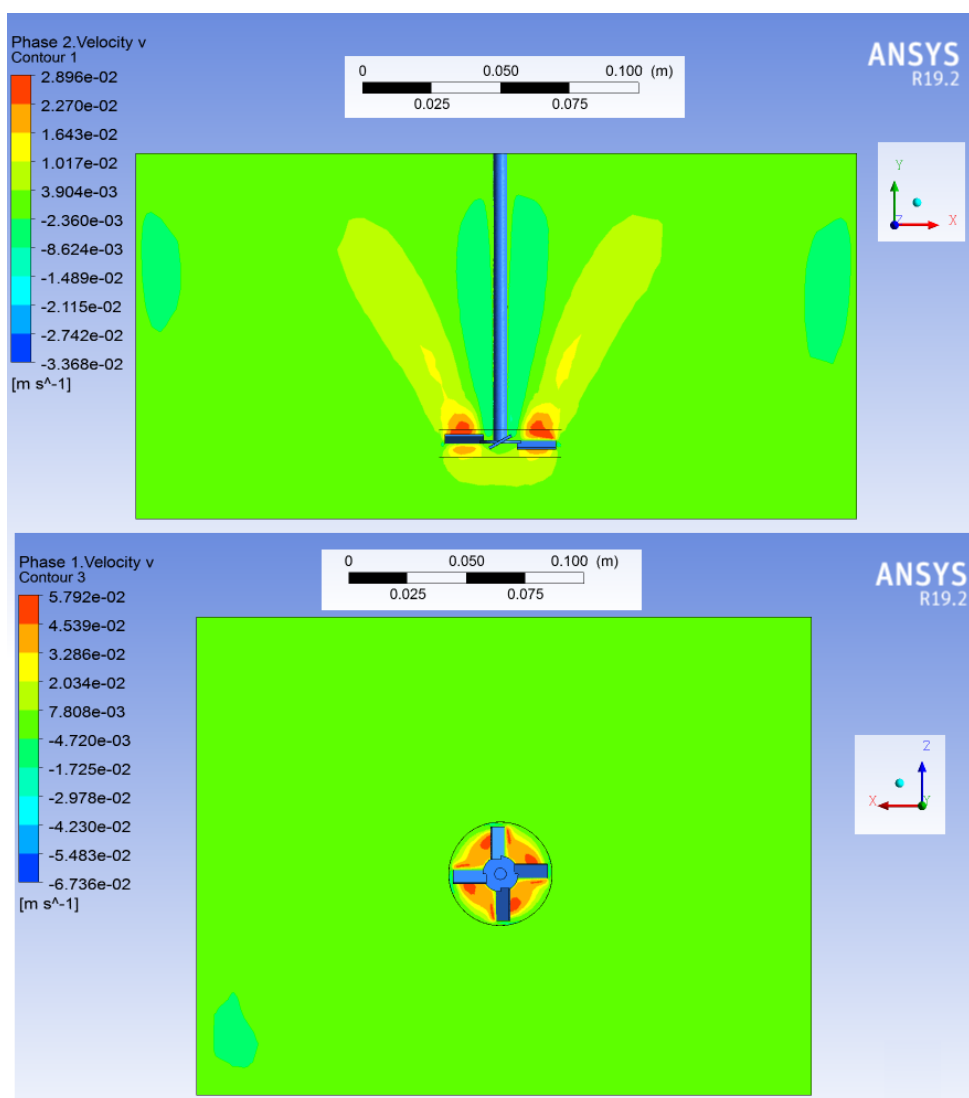 Phase 2.Velocity v
Contour 1
2.896e-02
2.270e-02
1.643e-02
1.017e-02
3.904e-03
-2.360e-03
-8.624e-03
-1.489e-02
-2.115e-02
-2.742e-02
-3.368e-02
[m s^-1]
0 0.050 0.100 (m)
0.025 0.075
ANSYS
R19.2
Y
Z X
Phase 1.Velocity v
Contour 3
5.792e-02
4.539e-02
3.286e-02
2.034e-02
7.808e-03
-4.720e-03
-1.725e-02
-2.978e-02
-4.230e-02
-5.483e-02
-6.736e-02
[m s^-1]
0 0.050 0.100 (m)
0.025 0.075
ANSYS
R19.2
Z
X Y